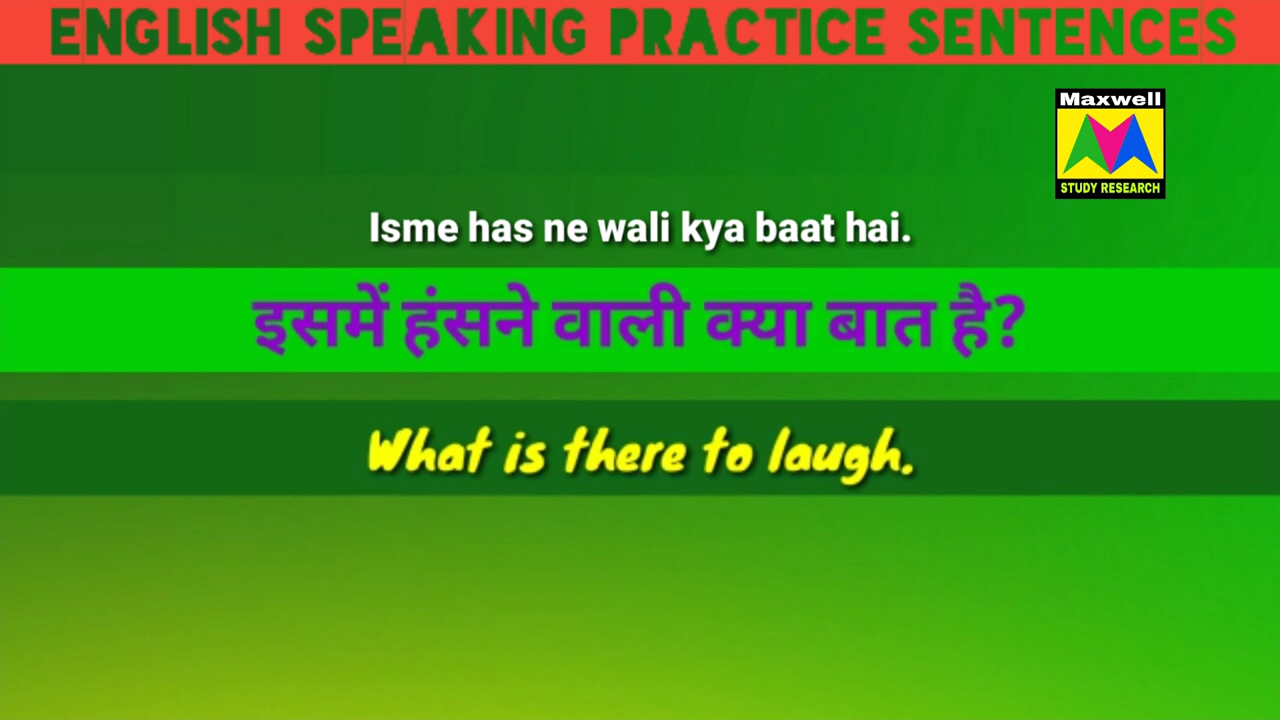 ENGLISH SPEAKING PRACTICE SENTENCES
Maxwell
STUDY RESEARCH
Isme has ne wali kya baat hai.
इसमें हंसने वाली क्या बात है?
What is there to laugh.